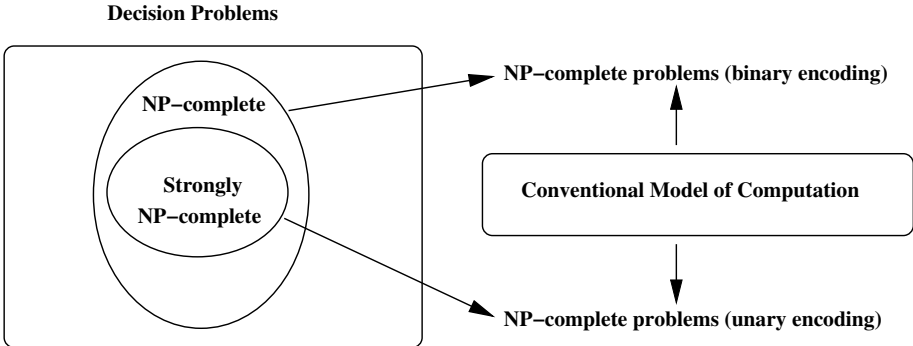 Decision Problems
NP−complete
Strongly
NP−complete
NP−complete problems (binary encoding)
Conventional Model of Computation
NP−complete problems (unary encoding)